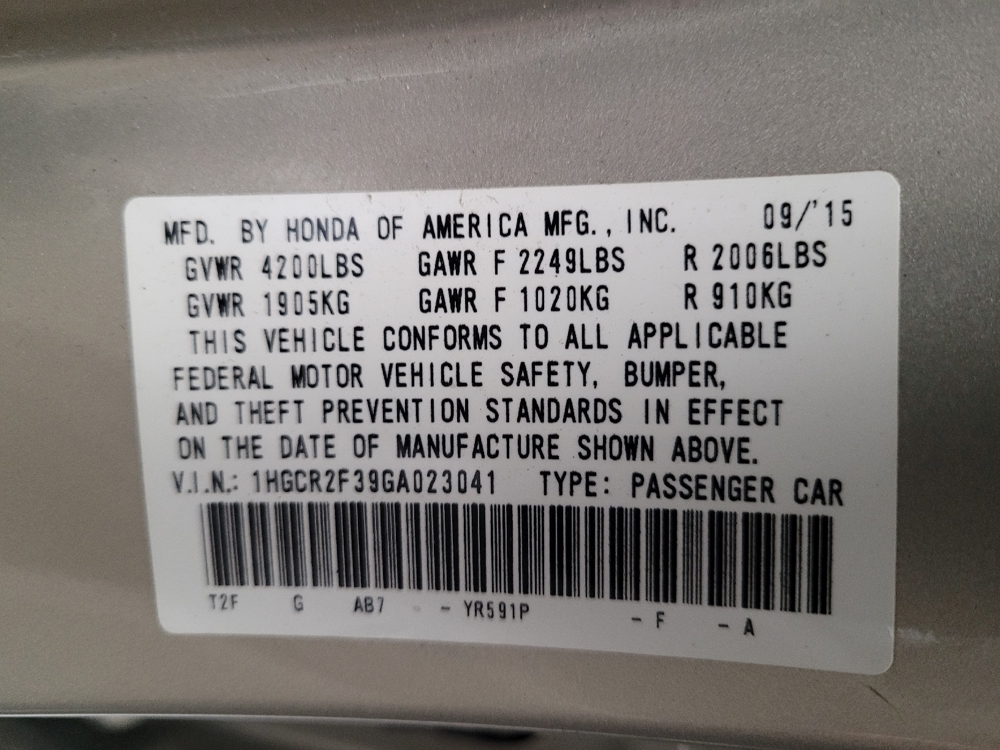 MFD. BY HONDA OF AMERICA MFG., INC. 09/'15
GVWR 4200LBS GAWR F 2249LBS R 2006LBS
GVWR 1905KG GAWR F 1020KG R 910KG
THIS VEHICLE CONFORMS TO ALL APPLICABLE
FEDERAL MOTOR VEHICLE SAFETY, BUMPER,
AND THEFT PREVENTION STANDARDS IN EFFECT
ON THE DATE OF MANUFACTURE SHOWN ABOVE.
V.I.N.: 1HGCR2F39GA023041 TYPE: PASSENGER CAR
T2F G AB7 - - YR591P - F - A